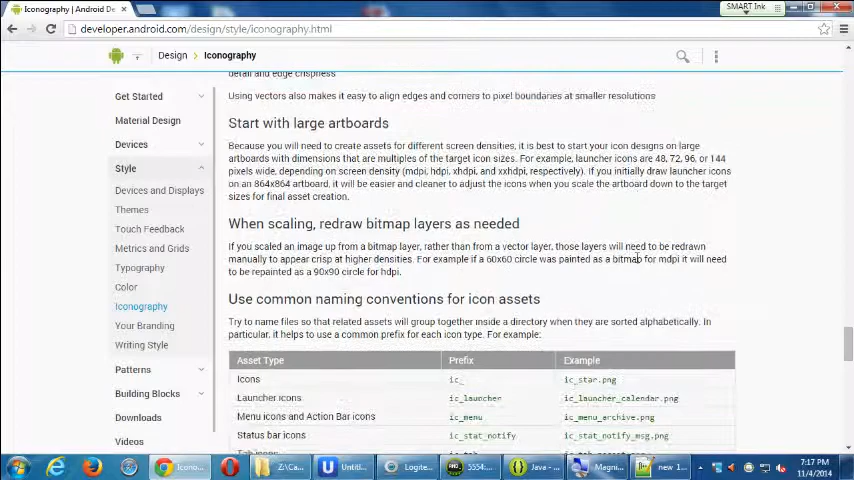 Iconography | Android De
SMART Ink
developer.android.com/design/style/iconography.html
Design
Iconography
detail and edge crispness
Using vectors also makes it easy to align edges and corners to pixel boundaries at smaller resolutions
Get Started
Material Design
Devices
Style
Devices and Displays
Themes
Touch Feedback
Metrics and Grids
Typography
Color
Iconography
Your Branding
Writing Style
Patterns
Building Blocks
Downloads
Videos
Start with large artboards
Because you will need to create assets for different screen densities, it is best to start your icon designs on large
artboards with dimensions that are multiples of the target icon sizes. For example, launcher icons are 48, 72, 96, or 144
pixels wide, depending on screen density (mdpi, hdpi, xhdpi, and xxhdpi, respectively). If you initially draw launcher icons
on an 864x864 artboard, it will be easier and cleaner to adjust the icons when you scale the artboard down to the target
sizes for final asset creation.
When scaling, redraw bitmap layers as needed
If you scaled an image up from a bitmap layer, rather than from a vector layer, those layers will need to be redrawn
manually to appear crisp at higher densities. For example if a 60x60 circle was painted as a bitmap for mdpi it will need
to be repainted as a 90x90 circle for hdpi.
Use common naming conventions for icon assets
Try to name files so that related assets will group together inside a directory when they are sorted alphabetically. In
particular, it helps to use a common prefix for each icon type. For example:
Asset Type Prefix Example
Icons ic_ ic_star.png
Launcher icons ic_launcher ic_launcher_calendar.png
Menu icons and Action Bar icons ic_menu ic_menu_archive.png
Status bar icons ic_stat_notify ic_stat_notify_msg.png
Iconu...
Z:\Ca...
Untitl...
Logite...
5554:...
Java - ...
Magni...
new 1...
7:17 PM
11/4/2014